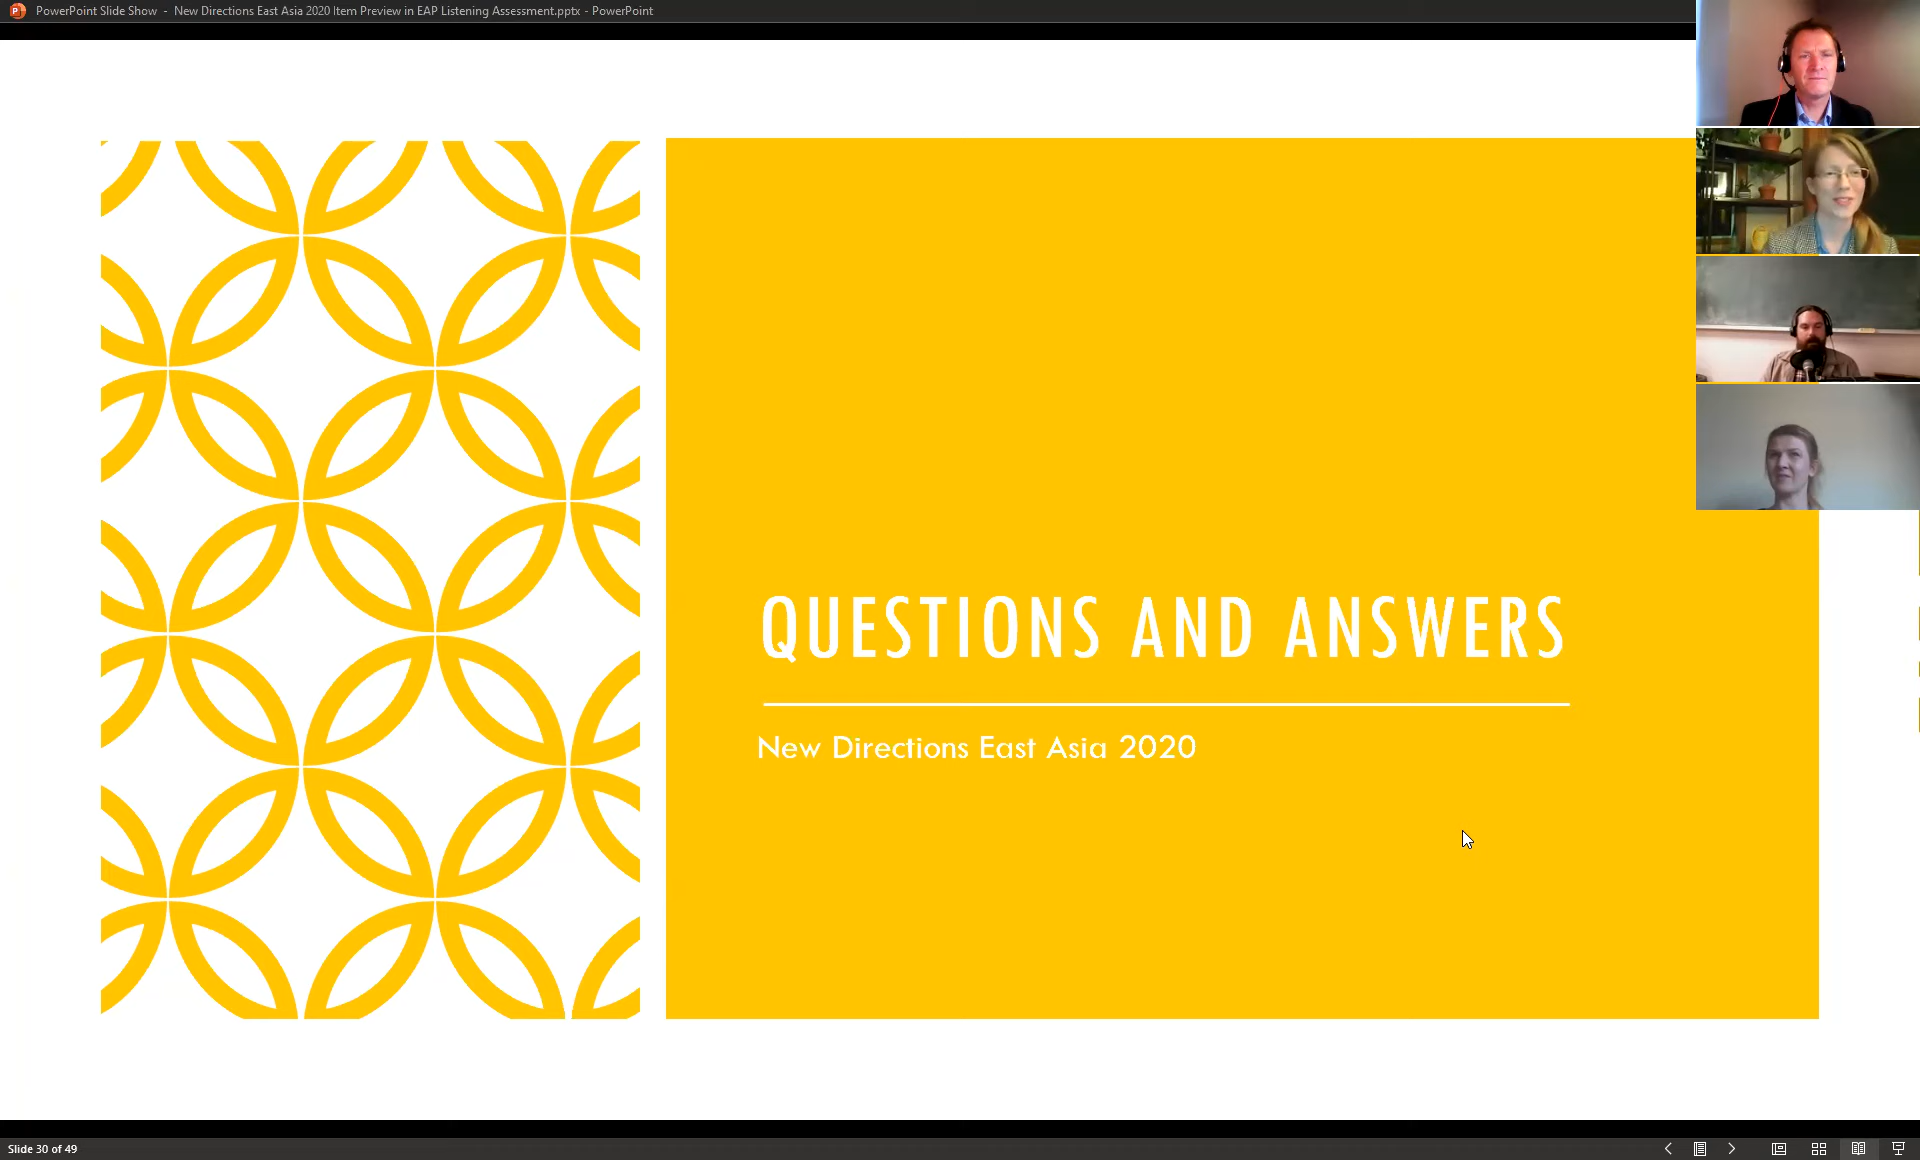 PowerPoint Slide Show - New Directions East Asia 2020 Item Preview in EAP Listening Assessment.pptx - PowerPoint
QUESTIONS AND ANSWERS
New Directions East Asia 2020
Slide 30 of 49